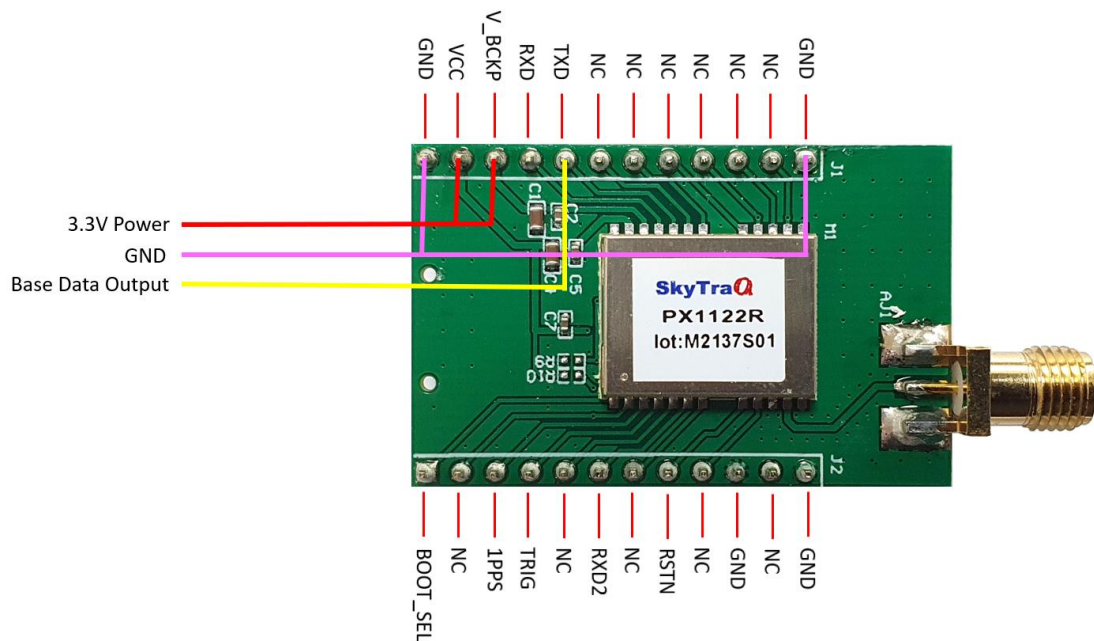 GND
VCC
V_BCKP
RXD
TXD
NC
NC
NC
NC
NC
NC
GND
J1
C1
C2
M1
3.3V Power
GND
Base Data Output
C4
C5
SkyTraQ
PX1122R
lot:M2137S01
AJ1
C7
R9
R10
J2
BOOT_SEL
NC
1PPS
TRIG
NC
RXD2
NC
RSTN
NC
GND
NC
GND